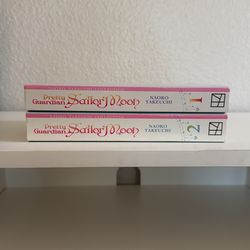 Pretty
Guardian Sailor Moon
NAOKO
TAKEUCHI
1
Pretty
Guardian Sailor Moon
NAOKO
TAKEUCHI
2